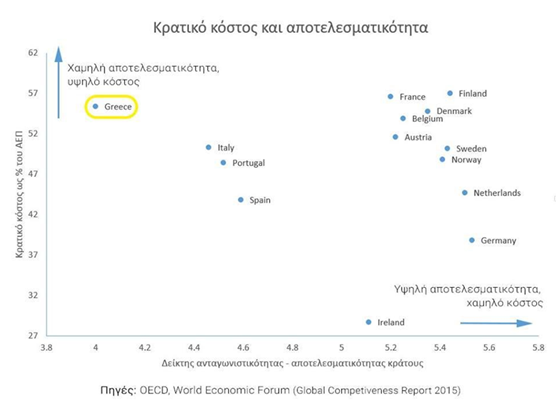 Κρατικό κόστος και αποτελεσματικότητα
62
57
52
47
42
37
32
27
Κρατικό κόστος ως % του ΑΕΠ
Χαμηλή αποτελεσματικότητα,
υψηλό κόστος
Greece
France
Finland
Denmark
Belgium
Austria
Italy
Sweden
Portugal
Norway
Spain
Netherlands
Germany
Υψηλή αποτελεσματικότητα,
χαμηλό κόστος
Ireland
3.8 4 4.2 4.4 4.6 4.8 5 5.2 5.4 5.6 5.8
Δείκτης ανταγωνιστικότητας - αποτελεσματικότητας κράτους
Πηγές: OECD, World Economic Forum (Global Competiveness Report 2015)